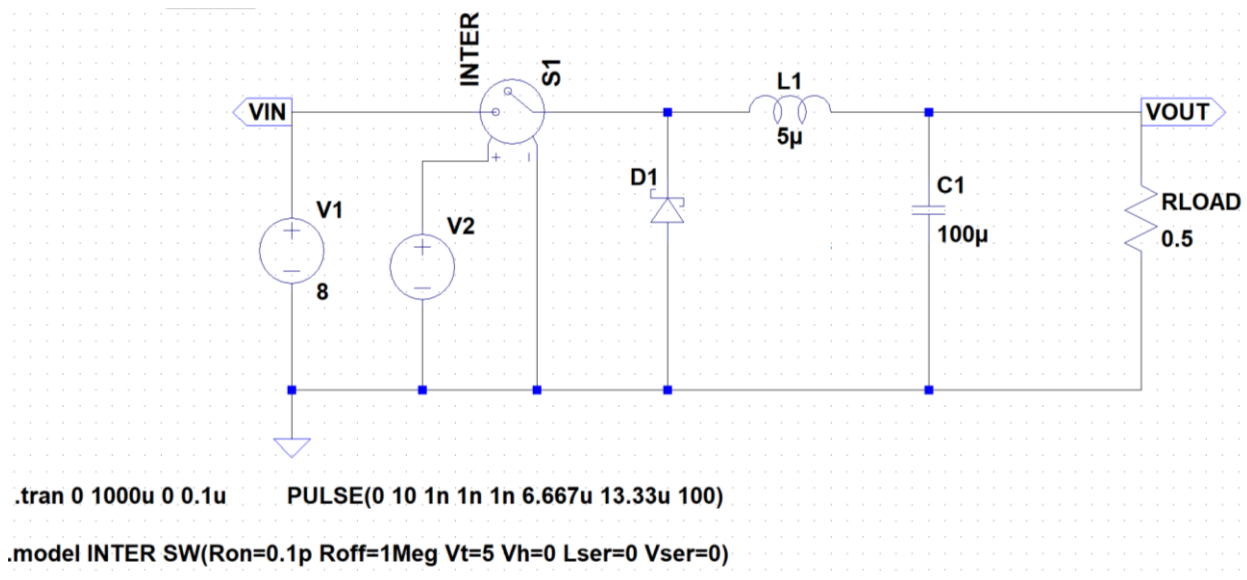 INTER
S1
L1
VIN
VOUT
5µ
D1
C1
V1
RLOAD
V2
+
-
+
100µ
0.5
+
8
.tran 0 1000u 0 0.1u
PULSE(0 10 1n 1n 1n 6.667u 13.33u 100)
.model INTER SW(Ron=0.1p Roff=1Meg Vt=5 Vh=0 Lser=0 Vser=0)